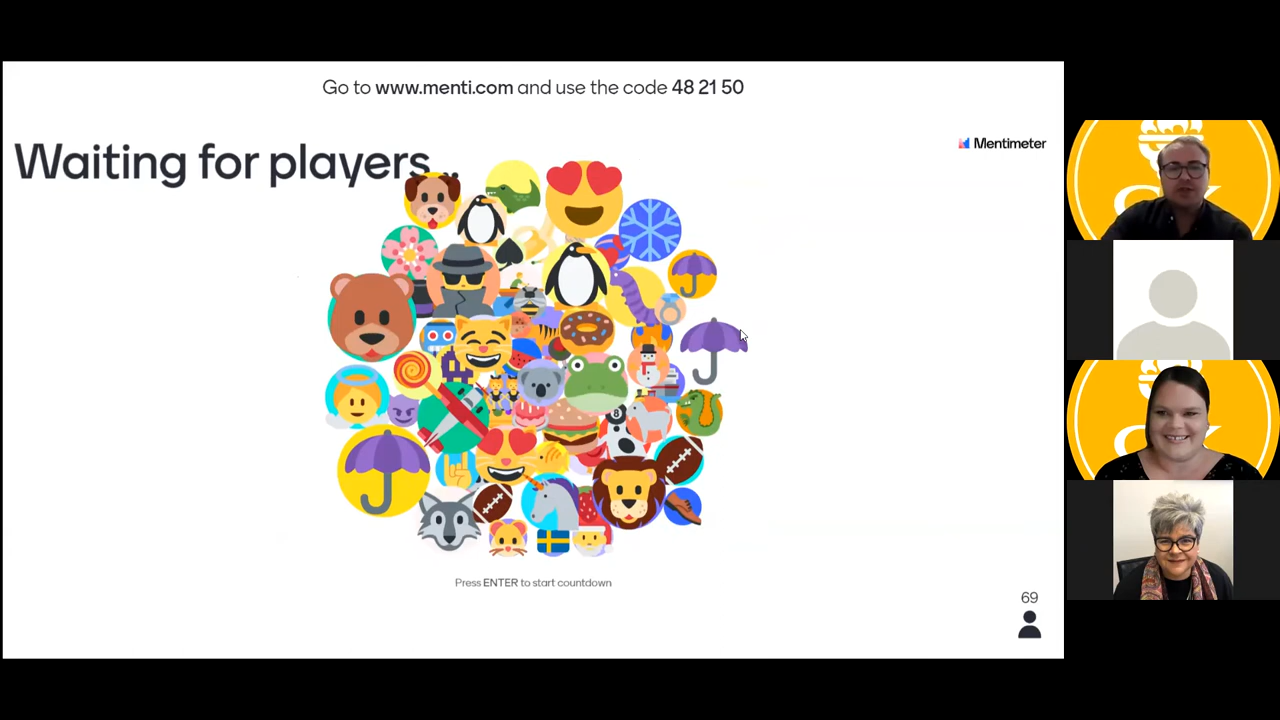 Go to www.menti.com and use the code 48 21 50
Waiting for players...
Mentimeter
8
Press ENTER to start countdown
69